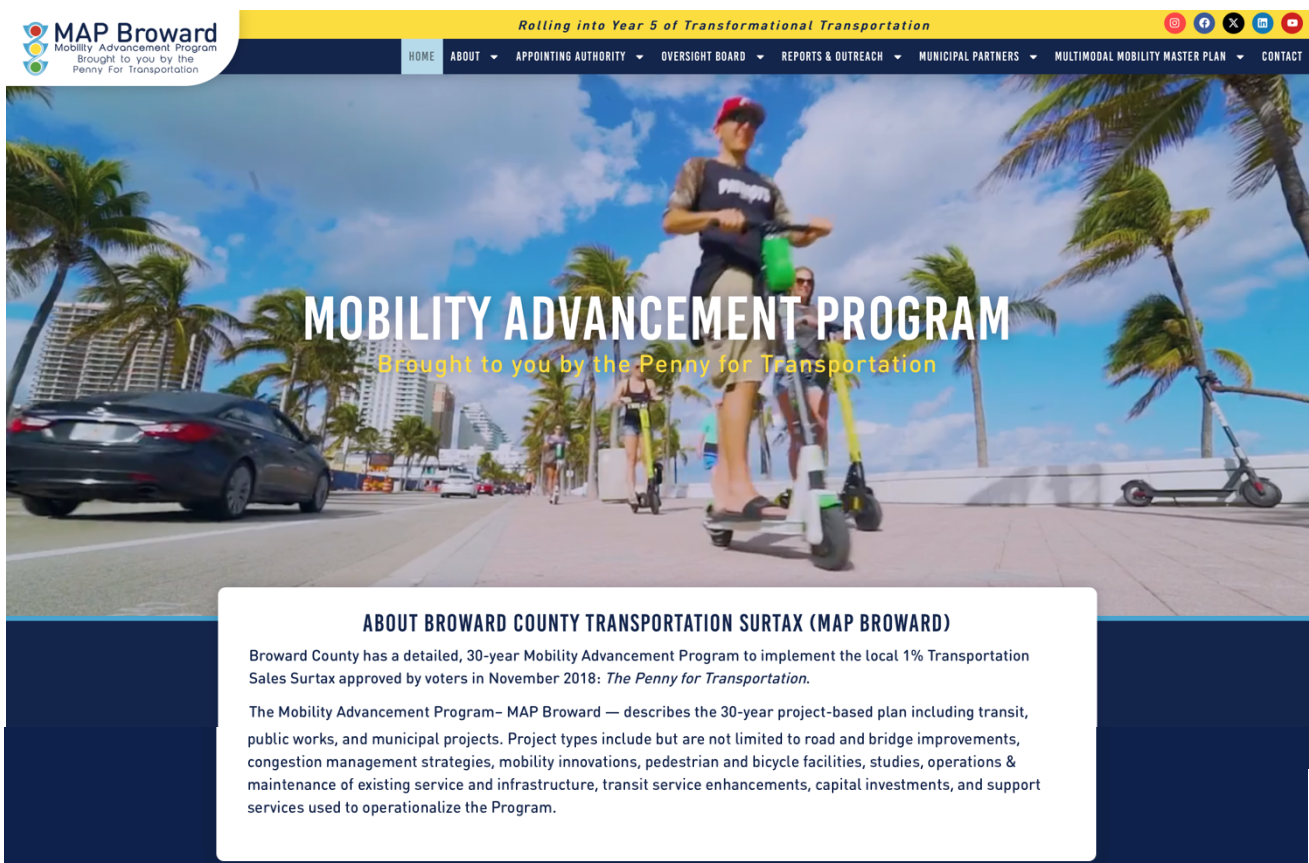 Rolling into Year 5 of Transformational Transportation
MAP Broward
Mobility Advancement Program
Brought to you by the
Penny For Transportation
HOME ABOUT APPOINTING AUTHORITY OVERSIGHT BOARD REPORTS & OUTREACH MUNICIPAL PARTNERS MULTIMODAL MOBILITY MASTER PLAN CONTACT
MOBILITY ADVANCEMENT PROGRAM
Brought to you by the Penny for Transportation
ABOUT BROWARD COUNTY TRANSPORTATION SURTAX (MAP BROWARD)
Broward County has a detailed, 30-year Mobility Advancement Program to implement the local 1% Transportation
Sales Surtax approved by voters in November 2018: The Penny for Transportation.
The Mobility Advancement Program– MAP Broward — describes the 30-year project-based plan including transit,
public works, and municipal projects. Project types include but are not limited to road and bridge improvements,
congestion management strategies, mobility innovations, pedestrian and bicycle facilities, studies, operations &
maintenance of existing service and infrastructure, transit service enhancements, capital investments, and support
services used to operationalize the Program.